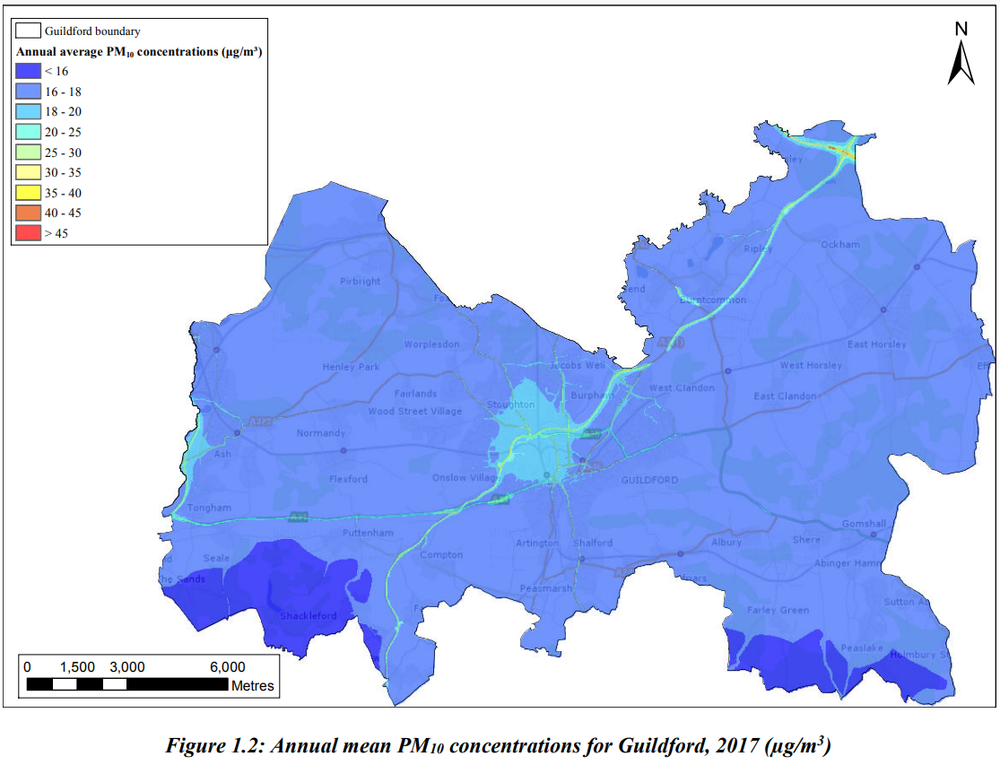 Guildford boundary
Annual average PM10 concentrations (µg/m³)
< 16
16 - 18
18 - 20
20 - 25
25 - 30
30 - 35
35 - 40
40 - 45
> 45
N
Ripley
Ockham
Pirbright
Burntcommon
Worplesdon
East Horsley
Henley Park
Jacobs Well
West Horsley
Fairlands
Burpham
West Clandon
East Clandon
Stoughton
Wood Street Village
A323
Normandy
Ash
Flexford
Onslow Village
GUILDFORD
Tongham
A31
Puttenham
Gomshall
Artington
Shalford
Albury
Shere
Compton
Seale
Abinger Hamm
Peasmarsh
Shackleford
Farley Green
Peaslake
Holmbury St
0 1,500 3,000 6,000
Metres
Figure 1.2: Annual mean PM10 concentrations for Guildford, 2017 (µg/m³)